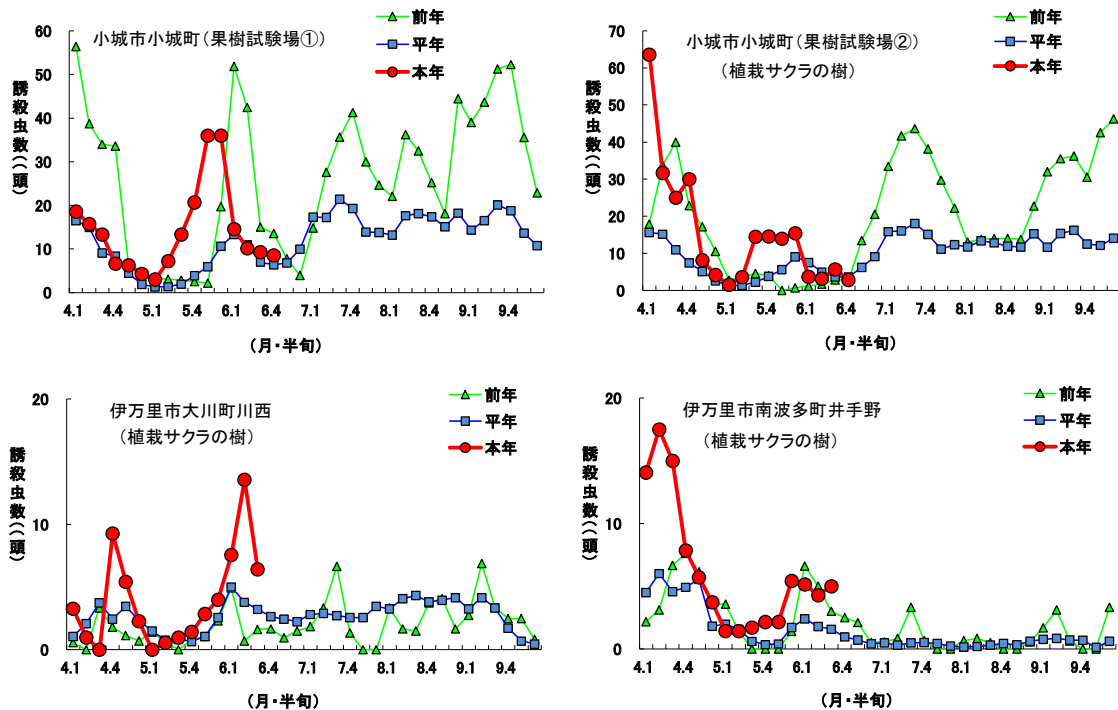 小城市小城町(果樹試験場①)
前年
平年
本年
誘殺虫数((頭)
60
50
40
30
20
10
0
4.1 4.4 5.1 5.4 6.1 6.4 7.1 7.4 8.1 8.4 9.1 9.4
(月・半旬)
小城市小城町(果樹試験場②)
(植栽サクラの樹)
前年
平年
本年
誘殺虫数((頭)
70
60
50
40
30
20
10
0
4.1 4.4 5.1 5.4 6.1 6.4 7.1 7.4 8.1 8.4 9.1 9.4
(月・半旬)
伊万里市大川町川西
(植栽サクラの樹)
前年
平年
本年
誘殺虫数((頭)
20
10
0
4.1 4.4 5.1 5.4 6.1 6.4 7.1 7.4 8.1 8.4 9.1 9.4
(月・半旬)
伊万里市南波多町井手野
(植栽サクラの樹)
前年
平年
本年
誘殺虫数((頭)
20
10
0
4.1 4.4 5.1 5.4 6.1 6.4 7.1 7.4 8.1 8.4 9.1 9.4
(月・半旬)